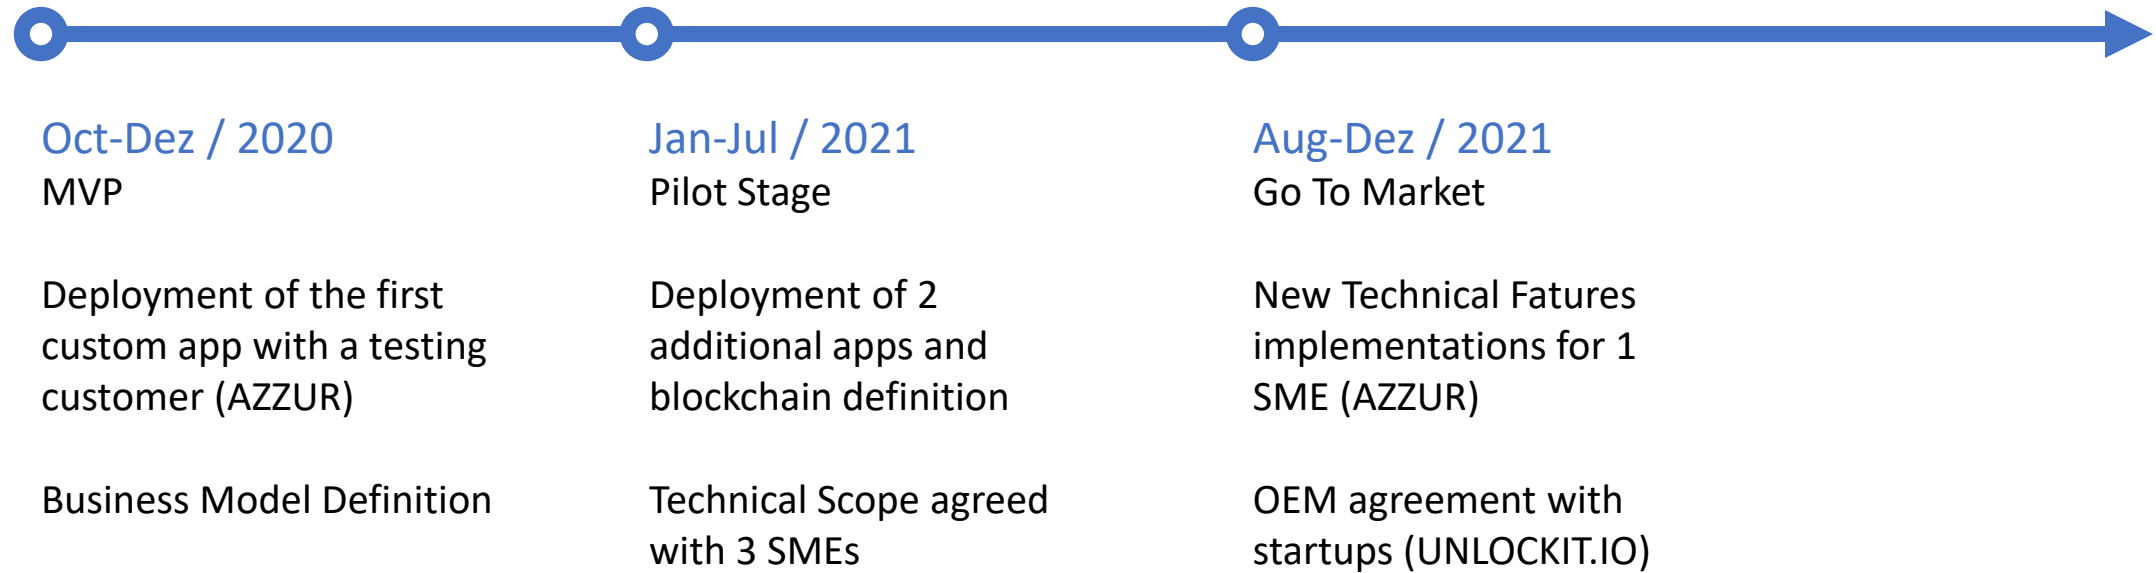 Oct-Dez / 2020
MVP
Deployment of the first
custom app with a testing
customer (AZZUR)
Business Model Definition
Jan-Jul / 2021
Pilot Stage
Deployment of 2
additional apps and
blockchain definition
Technical Scope agreed
with 3 SMEs
Aug-Dez / 2021
Go To Market
New Technical Fatures
implementations for 1
SME (AZZUR)
OEM agreement with
startups (UNLOCKIT.IO)